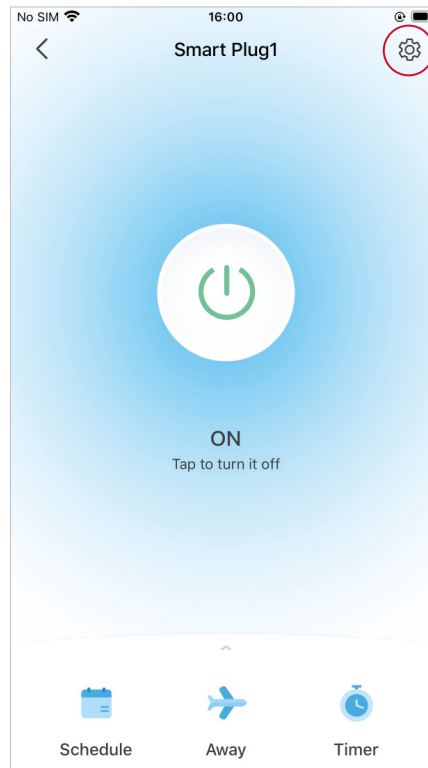 No SIM 16:00
Smart Plug1
ON
Tap to turn it off
Schedule Away Timer